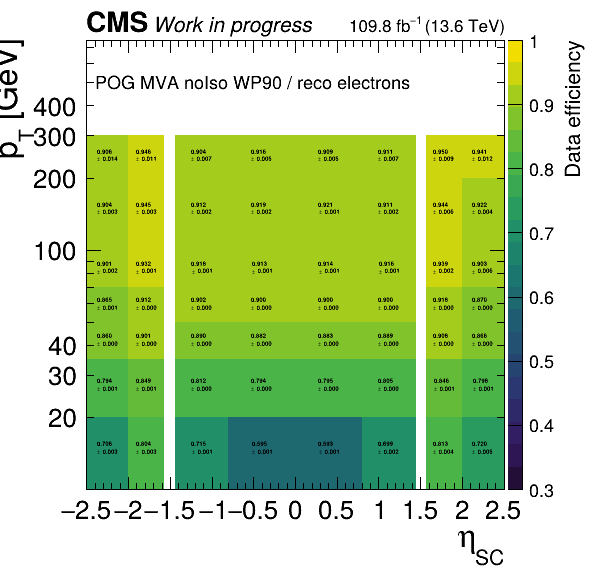 CMS Work in progress 109.8 fb⁻¹ (13.6 TeV)
POG MVA noIso WP90 / reco electrons
p_T [GeV]
400
300
200
100
40
30
20
0.906 0.946 0.904 0.916 0.909 0.911 0.950 0.941
± 0.014 ± 0.011 ± 0.007 ± 0.005 ± 0.005 ± 0.007 ± 0.009 ± 0.012
0.904 0.945 0.912 0.919 0.921 0.911 0.944 0.922
± 0.003 ± 0.003 ± 0.002 ± 0.002 ± 0.001 ± 0.002 ± 0.006 ± 0.004
0.901 0.932 0.918 0.913 0.914 0.916 0.939 0.903
± 0.002 ± 0.001 ± 0.001 ± 0.001 ± 0.001 ± 0.001 ± 0.002 ± 0.006
0.865 0.912 0.902 0.900 0.900 0.900 0.918 0.870
± 0.001 ± 0.000 ± 0.000 ± 0.000 ± 0.000 ± 0.000 ± 0.000 ± 0.000
0.860 0.901 0.890 0.882 0.883 0.889 0.908 0.866
± 0.000 ± 0.000 ± 0.000 ± 0.000 ± 0.000 ± 0.000 ± 0.000 ± 0.000
0.794 0.849 0.812 0.794 0.795 0.805 0.846 0.798
± 0.001 ± 0.001 ± 0.000 ± 0.000 ± 0.000 ± 0.000 ± 0.001 ± 0.001
0.706 0.804 0.715 0.595 0.593 0.699 0.813 0.720
± 0.003 ± 0.003 ± 0.001 ± 0.001 ± 0.001 ± 0.002 ± 0.004 ± 0.005
−2.5 −2 −1.5 −1 −0.5 0 0.5 1 1.5 2 2.5
η_SC
1
0.9
0.8
0.7
0.6
0.5
0.4
0.3
Data efficiency